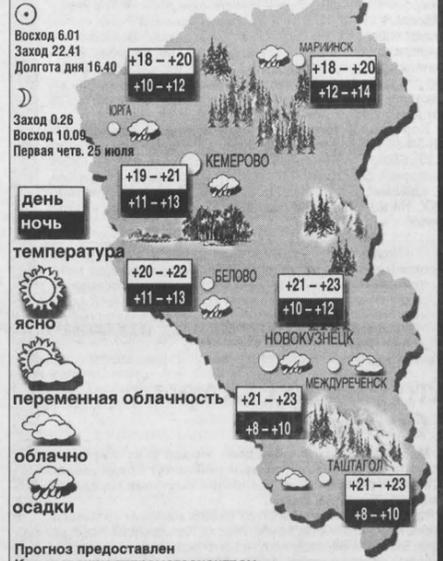 Восход 6.01
Заход 22.41
Долгота дня 16.40
Заход 0.26
Восход 10.09
Первая четв. 25 июля
+18 – +20
+10 – +12
МАРИИНСК
+18 – +20
+12 – +14
ЮРГА
КЕМЕРОВО
+19 – +21
+11 – +13
день
ночь
температура
+20 – +22
+11 – +13
БЕЛОВО
+21 – +23
+10 – +12
ясно
НОВОКУЗНЕЦК
МЕЖДУРЕЧЕНСК
переменная облачность
+21 – +23
+8 – +10
облачно
ТАШТАГОЛ
+21 – +23
+8 – +10
осадки
Прогноз предоставлен